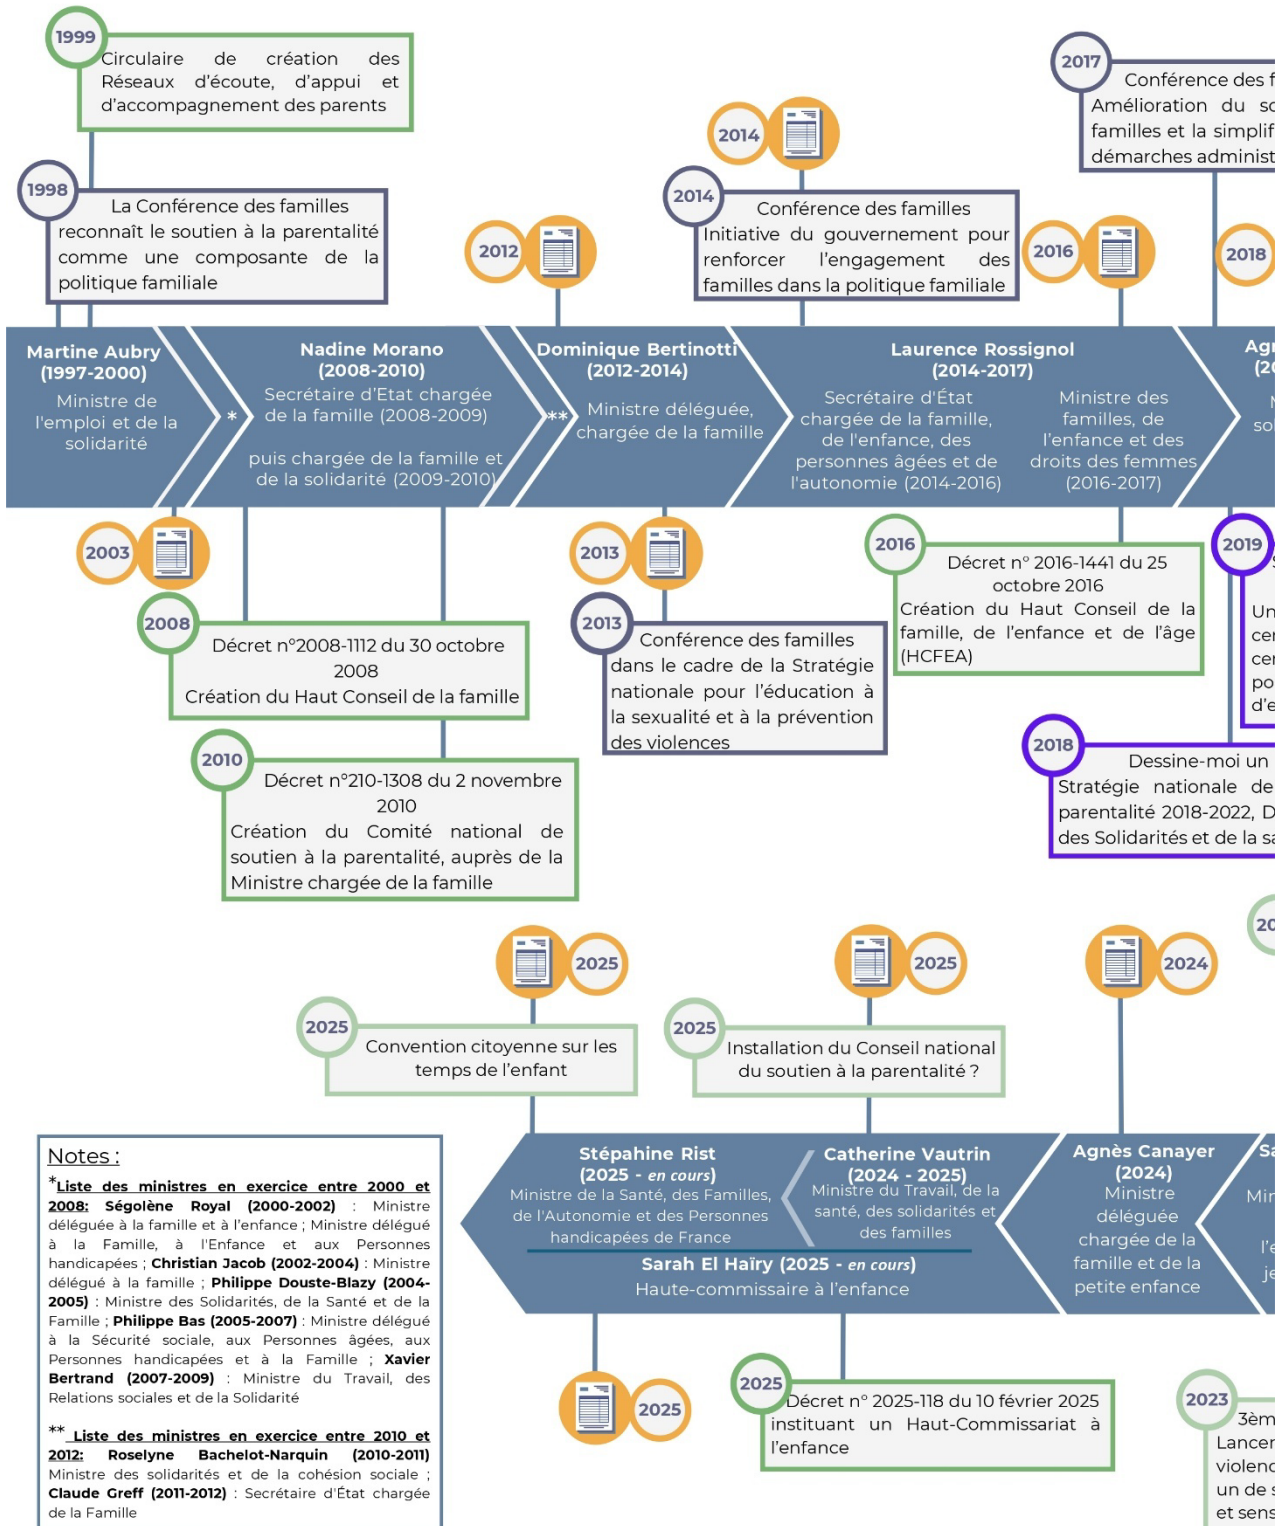 1999
Circulaire de création des
Réseaux d'écoute, d'appui et
d'accompagnement des parents
1998
La Conférence des familles
reconnaît le soutien à la parentalité
comme une composante de la
politique familiale
2012
2014
2014
Conférence des familles
Initiative du gouvernement pour
renforcer l'engagement des
familles dans la politique familiale
2016
2017
Conférence des f
Amélioration du so
familles et la simplif
démarches administ
2018
Martine Aubry
(1997-2000)
Ministre de
l'emploi et de la
solidarité
*
Nadine Morano
(2008-2010)
Secrétaire d'Etat chargée
de la famille (2008-2009)
puis chargée de la famille et
de la solidarité (2009-2010)
**
Dominique Bertinotti
(2012-2014)
Ministre déléguée,
chargée de la famille
Laurence Rossignol
(2014-2017)
Secrétaire d'État
chargée de la famille,
de l'enfance, des
personnes âgées et de
l'autonomie (2014-2016)
Ministre des
familles, de
l'enfance et des
droits des femmes
(2016-2017)
Agn
(20
M
sol
2003
2008
Décret n°2008-1112 du 30 octobre
2008
Création du Haut Conseil de la famille
2010
Décret n°210-1308 du 2 novembre
2010
Création du Comité national de
soutien à la parentalité, auprès de la
Ministre chargée de la famille
2013
2013
Conférence des familles
dans le cadre de la Stratégie
nationale pour l'éducation à
la sexualité et à la prévention
des violences
2016
Décret n° 2016-1441 du 25
octobre 2016
Création du Haut Conseil de la
famille, de l'enfance et de l'âge
(HCFEA)
2019
S
Un
cer
cer
po
d'e
2018
Dessine-moi un
Stratégie nationale de
parentalité 2018-2022, D
des Solidarités et de la sa
20
2025
2025
Convention citoyenne sur les
temps de l'enfant
2025
2025
Installation du Conseil national
du soutien à la parentalité ?
2024
Stépahine Rist
(2025 - en cours)
Ministre de la Santé, des Familles,
de l'Autonomie et des Personnes
handicapées de France
Catherine Vautrin
(2024 - 2025)
Ministre du Travail, de la
santé, des solidarités et
des familles
Sarah El Haïry (2025 - en cours)
Haute-commissaire à l'enfance
Agnès Canayer
(2024)
Ministre
déléguée
chargée de la
famille et de la
petite enfance
Sa
Min
l'e
je
2025
2025
Décret n° 2025-118 du 10 février 2025
instituant un Haut-Commissariat à
l'enfance
2023
3èm
Lancer
violenc
un de s
et sens
Notes :
*Liste des ministres en exercice entre 2000 et
2008: Ségolène Royal (2000-2002) : Ministre
déléguée à la famille et à l'enfance ; Ministre délégué
à la Famille, à l'Enfance et aux Personnes
handicapées ; Christian Jacob (2002-2004) : Ministre
délégué à la famille ; Philippe Douste-Blazy (2004-
2005) : Ministre des Solidarités, de la Santé et de la
Famille ; Philippe Bas (2005-2007) : Ministre délégué
à la Sécurité sociale, aux Personnes âgées, aux
Personnes handicapées et à la Famille ; Xavier
Bertrand (2007-2009) : Ministre du Travail, des
Relations sociales et de la Solidarité
** Liste des ministres en exercice entre 2010 et
2012: Roselyne Bachelot-Narquin (2010-2011)
Ministre des solidarités et de la cohésion sociale ;
Claude Greff (2011-2012) : Secrétaire d'État chargée
de la Famille